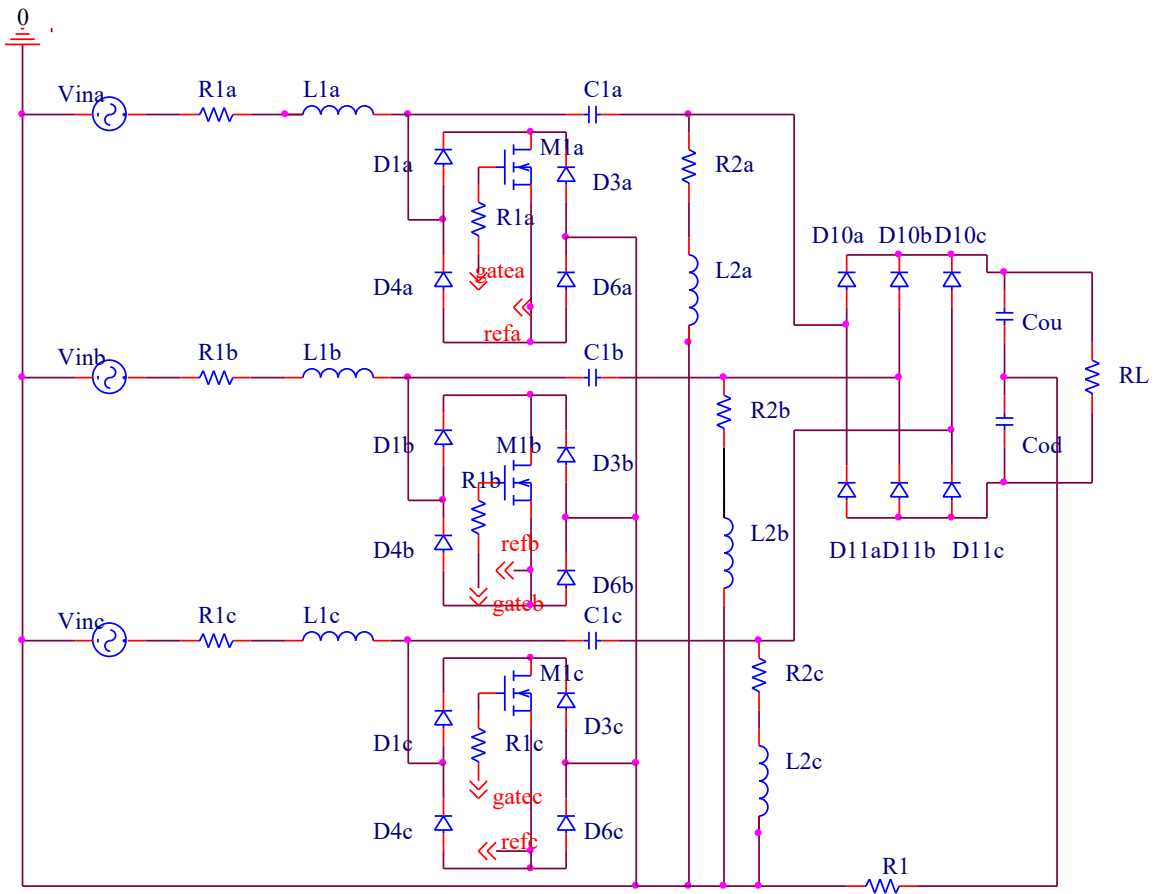 0
Vina
R1a
L1a
C1a
D1a
M1a
D3a
R2a
R1a
D10a
D10b
D10c
D4a
gatea
D6a
L2a
refa
Cou
Vinb
R1b
L1b
C1b
RL
R2b
D1b
M1b
D3b
Cod
R1b
D4b
refb
L2b
D11a
D11b
D11c
D6b
gateb
Vinc
R1c
L1c
C1c
M1c
R2c
D1c
R1c
D3c
L2c
gatec
D4c
refc
D6c
R1